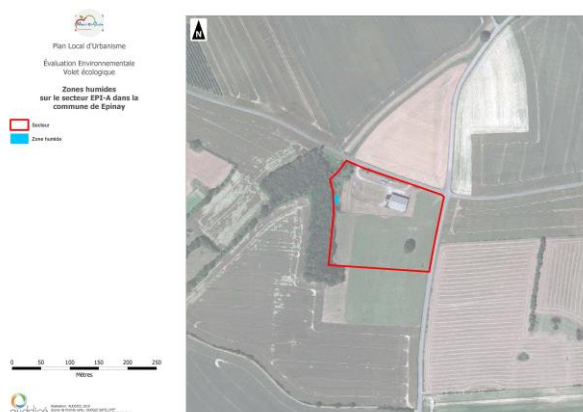 Plan Local d'Urbanisme
Évaluation Environnementale
Volet écologique
Zones humides
sur le secteur EPI-A dans la
commune de Epinay
Secteur
Zone humide
N
0 50 100 150 200 250
Mètres